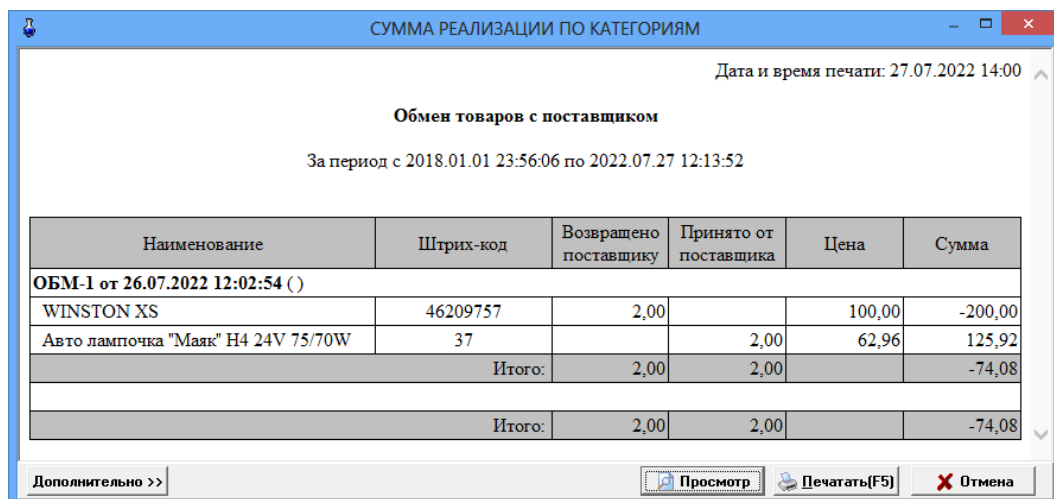 СУММА РЕАЛИЗАЦИИ ПО КАТЕГОРИЯМ
Дата и время печати: 27.07.2022 14:00
Обмен товаров с поставщиком
За период с 2018.01.01 23:56:06 по 2022.07.27 12:13:52
Наименование Штрих-код Возвращено поставщику Принято от поставщика Цена Сумма
ОБМ-1 от 26.07.2022 12:02:54 ( )
WINSTON XS 46209757 2,00 100,00 -200,00
Авто лампочка "Маяк" H4 24V 75/70W 37 2,00 62,96 125,92
Итого: 2,00 2,00 -74,08
Итого: 2,00 2,00 -74,08
Дополнительно >> Просмотр Печатать(F5) Отмена